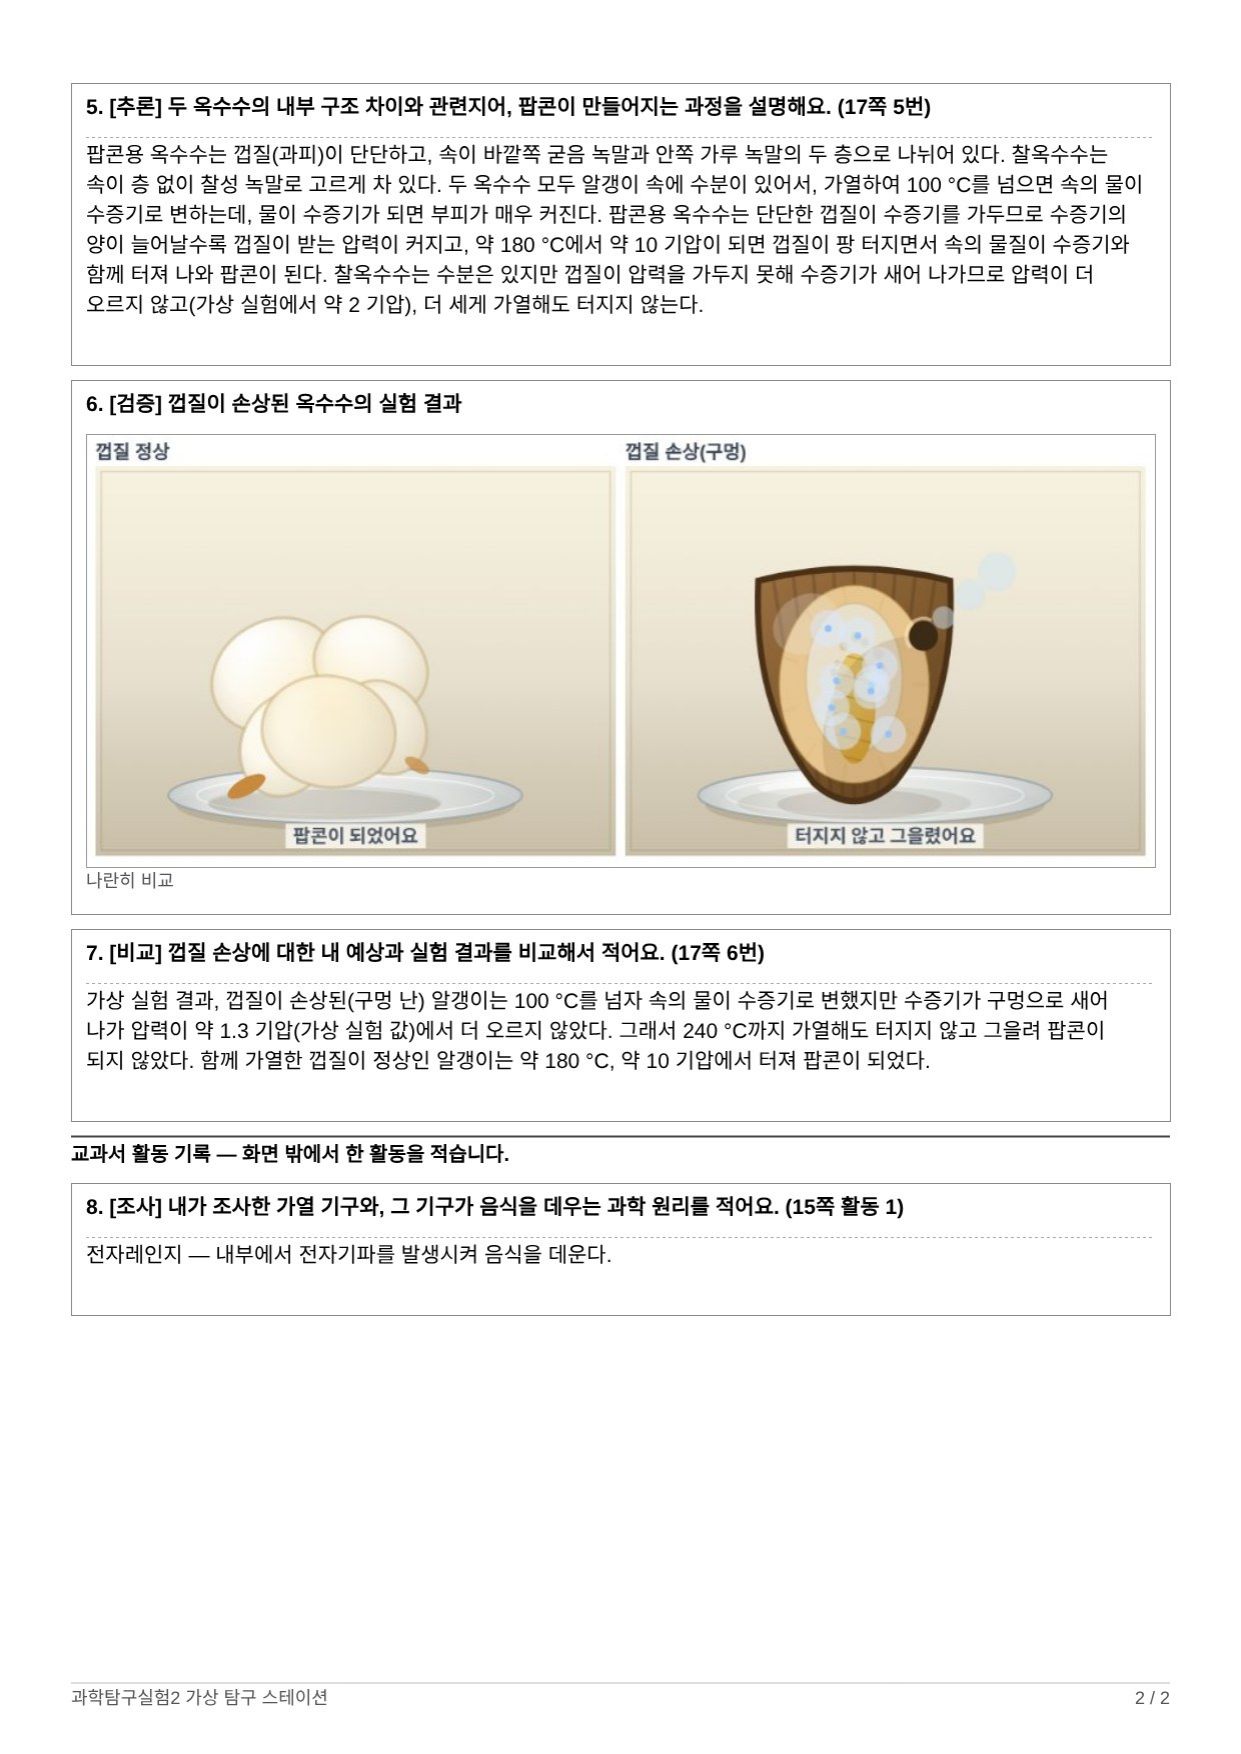 5. [추론] 두 옥수수의 내부 구조 차이와 관련지어, 팝콘이 만들어지는 과정을 설명해요. (17쪽 5번)
팝콘용 옥수수는 껍질(과피)이 단단하고, 속이 바깥쪽 굳음 녹말과 안쪽 가루 녹말의 두 층으로 나뉘어 있다. 찰옥수수는
속이 층 없이 찰성 녹말로 고르게 차 있다. 두 옥수수 모두 알갱이 속에 수분이 있어서, 가열하여 100 °C를 넘으면 속의 물이
수증기로 변하는데, 물이 수증기가 되면 부피가 매우 커진다. 팝콘용 옥수수는 단단한 껍질이 수증기를 가두므로 수증기의
양이 늘어날수록 껍질이 받는 압력이 커지고, 약 180 °C에서 약 10 기압이 되면 껍질이 팡 터지면서 속의 물질이 수증기와
함께 터져 나와 팝콘이 된다. 찰옥수수는 수분은 있지만 껍질이 압력을 가두지 못해 수증기가 새어 나가므로 압력이 더
오르지 않고(가상 실험에서 약 2 기압), 더 세게 가열해도 터지지 않는다.
6. [검증] 껍질이 손상된 옥수수의 실험 결과
껍질 정상
껍질 손상(구멍)
팝콘이 되었어요
터지지 않고 그을렸어요
나란히 비교
7. [비교] 껍질 손상에 대한 내 예상과 실험 결과를 비교해서 적어요. (17쪽 6번)
가상 실험 결과, 껍질이 손상된(구멍 난) 알갱이는 100 °C를 넘자 속의 물이 수증기로 변했지만 수증기가 구멍으로 새어
나가 압력이 약 1.3 기압(가상 실험 값)에서 더 오르지 않았다. 그래서 240 °C까지 가열해도 터지지 않고 그을려 팝콘이
되지 않았다. 함께 가열한 껍질이 정상인 알갱이는 약 180 °C, 약 10 기압에서 터져 팝콘이 되었다.
교과서 활동 기록 — 화면 밖에서 한 활동을 적습니다.
8. [조사] 내가 조사한 가열 기구와, 그 기구가 음식을 데우는 과학 원리를 적어요. (15쪽 활동 1)
전자레인지 — 내부에서 전자기파를 발생시켜 음식을 데운다.
과학탐구실험2 가상 탐구 스테이션
2 / 2